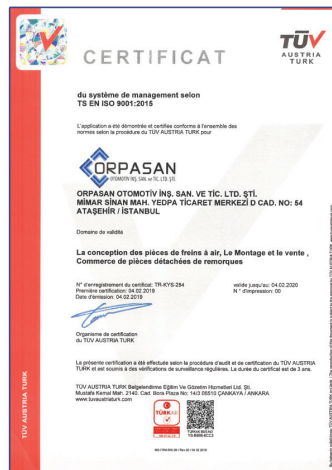 CERTIFICAT
TÜV
AUSTRIA
TURK
du système de management selon
TS EN ISO 9001:2015
L'application a été démontrée et certifiée conforme à l'ensemble des
normes selon la procédure du TÜV AUSTRIA TURK pour
ORPASAN
OTOMOTİV İNŞ. SAN. ve TİC. LTD. ŞTİ.
ORPASAN OTOMOTİV İNŞ. SAN. VE TİC. LTD. ŞTİ.
MİMAR SİNAN MAH. YEDPA TİCARET MERKEZİ D CAD. NO: 54
ATAŞEHİR / İSTANBUL
Domaine de validité
La conception des pièces de freins à air, Le Montage et le vente ,
Commerce de pièces détachées de remorques
N° d'enregistrement du certificat: TR-KYS-284
Première certification: 04.02.2019
Date d'émission: 04.02.2019
valide jusqu'au: 04.02.2020
N ° d'impression: 00
Organisme de certification
du TÜV AUSTRIA TURK
La présente certification a été effectuée selon la procédure d'audit et de certification du TÜV AUSTRIA
TURK et est soumis à des vérifications de surveillance régulières. La durée du certificat est de 3 ans.
TÜV AUSTRIA TURK Belgelendirme Eğitim Ve Gözetim Hizmetleri Ltd. Şti.
Mustafa Kemal Mah. 2140. Cad. Bora Plaza No: 14/3 06510 ÇANKAYA / ANKARA
www.tuvaustriaturk.com
TÜRKAK
TÜV AUSTRIA TURK